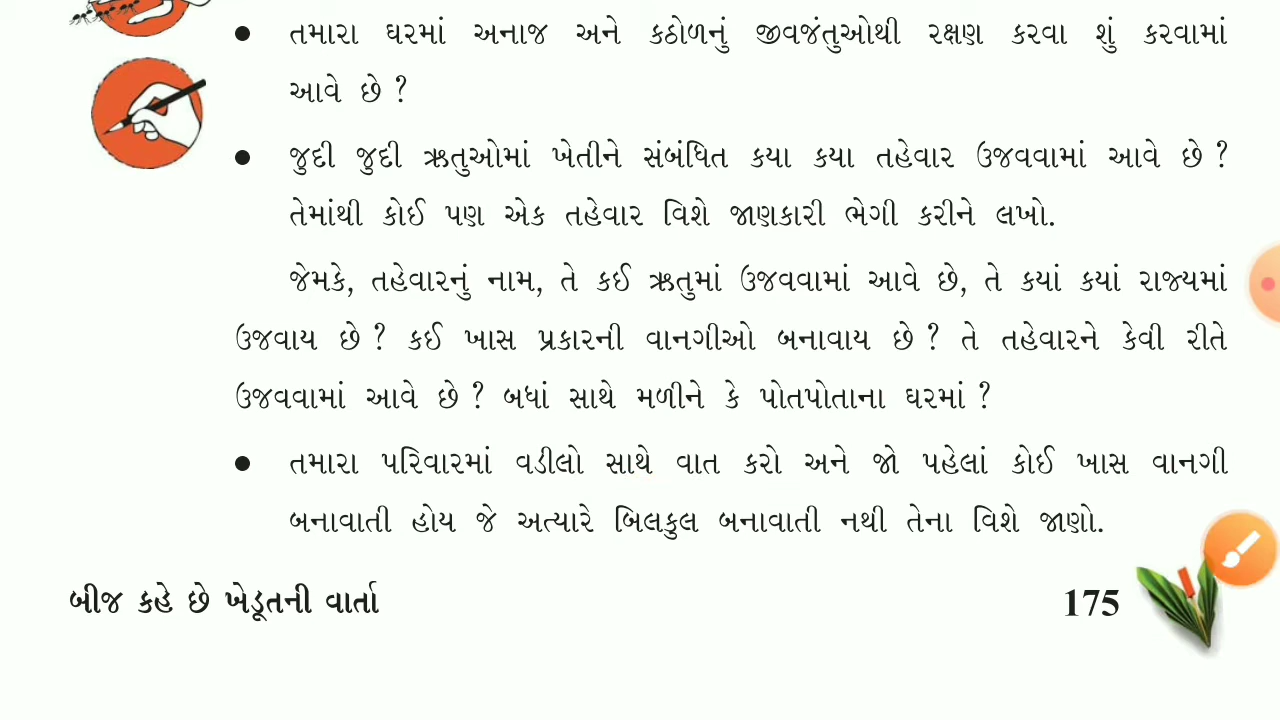 તમારા ઘરમાં અનાજ અને કઠોળનું જીવજંતુઓથી રક્ષણ કરવા શું કરવામાં
આવે છે ?
જુદી જુદી ઋતુઓમાં ખેતીને સંબંધિત કયા કયા તહેવાર ઉજવવામાં આવે છે ?
તેમાંથી કોઈ પણ એક તહેવાર વિશે જાણકારી ભેગી કરીને લખો.
જેમકે, તહેવારનું નામ, તે કઈ ઋતુમાં ઉજવવામાં આવે છે, તે કયાં કયાં રાજ્યમાં
ઉજવાય છે ? કઈ ખાસ પ્રકારની વાનગીઓ બનાવાય છે ? તે તહેવારને કેવી રીતે
ઉજવવામાં આવે છે ? બધાં સાથે મળીને કે પોતપોતાના ઘરમાં ?
તમારા પરિવારમાં વડીલો સાથે વાત કરો અને જો પહેલાં કોઈ ખાસ વાનગી
બનાવાતી હોય જે અત્યારે બિલકુલ બનાવાતી નથી તેના વિશે જાણો.
બીજ કહે છે ખેડૂતની વાર્તા 175